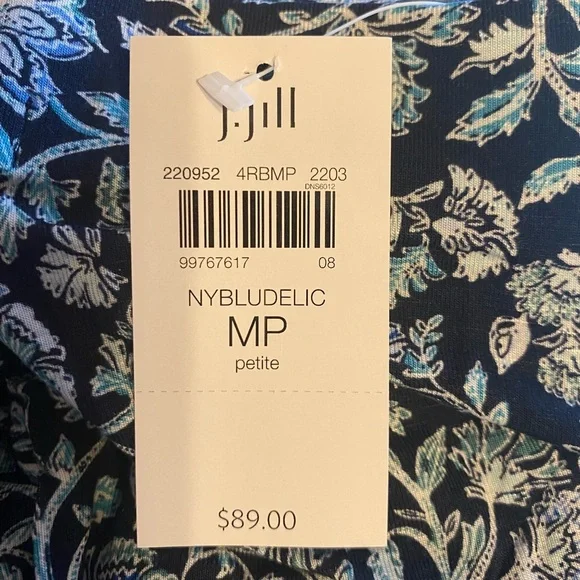 j.jill
220952 4RBMP 2203
DNS6012
99767617 08
NYBLUDELIC
MP
petite
$89.00